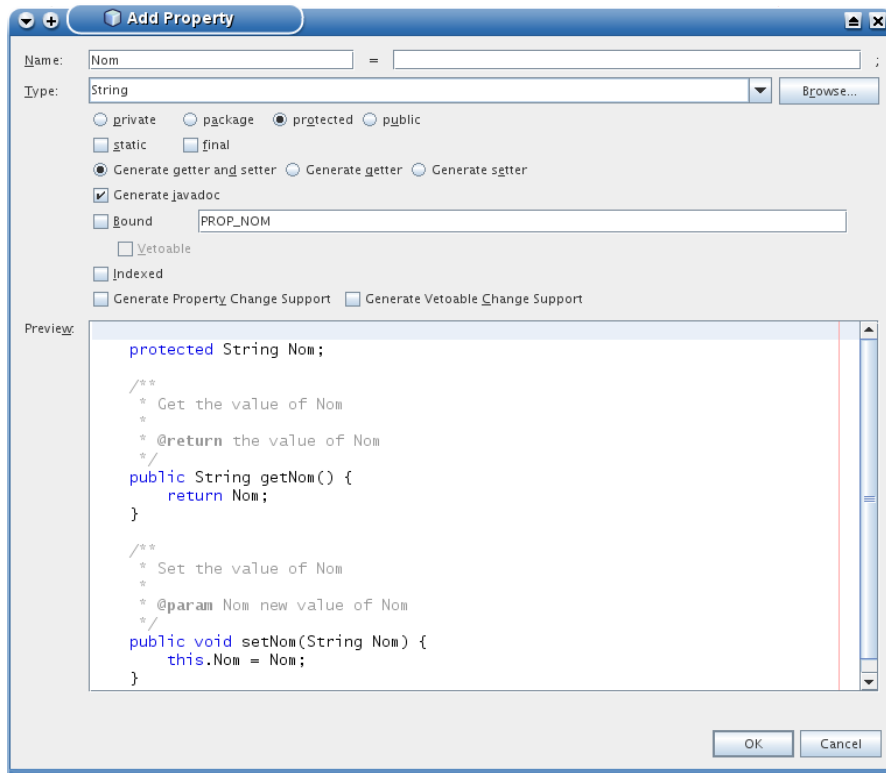 Add Property
Name: Nom = ;
Type: String Browse...
private package protected public
static final
Generate getter and setter Generate getter Generate setter
Generate javadoc
Bound PROP_NOM
Vetoable
Indexed
Generate Property Change Support Generate Vetoable Change Support
Preview:
protected String Nom;
/**
* Get the value of Nom
*
* @return the value of Nom
*/
public String getNom() {
return Nom;
}
/**
* Set the value of Nom
*
* @param Nom new value of Nom
*/
public void setNom(String Nom) {
this.Nom = Nom;
}
OK Cancel